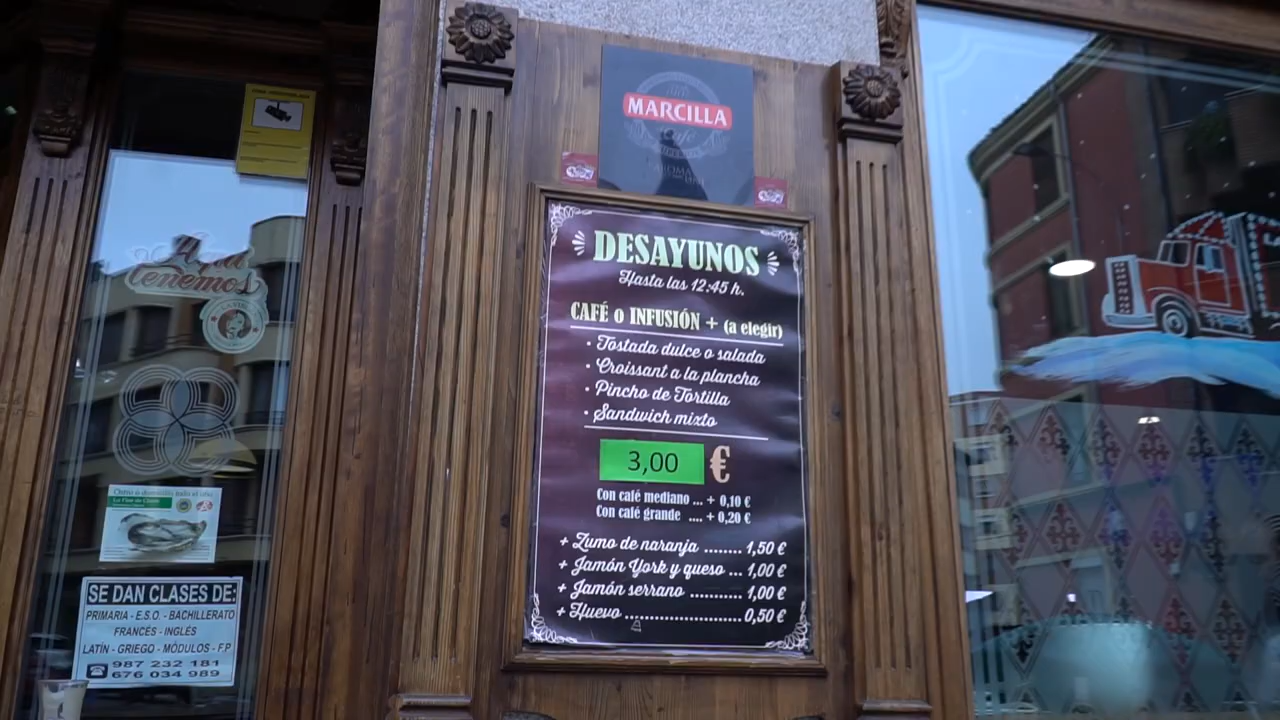 MARCILLA
DESAYUNOS
Hasta las 12:45 h.
CAFÉ o INFUSIÓN + (a elegir)
· Tostada dulce o salada
· Croissant a la plancha
· Pincho de Tortilla
· Sandwich mixto
3,00 €
Con café mediano ... + 0,10 €
Con café grande .... + 0,20 €
+ Zumo de naranja ........ 1,50 €
+ Jamón York y queso ... 1,00 €
+ Jamón serrano ........... 1,00 €
+ Huevo ........................ 0,50 €
Aquí
tenemos
SE DAN CLASES DE:
PRIMARIA - E.S.O. - BACHILLERATO
FRANCÉS - INGLÉS
LATÍN - GRIEGO - MÓDULOS - F.P
987 232 181
676 034 989